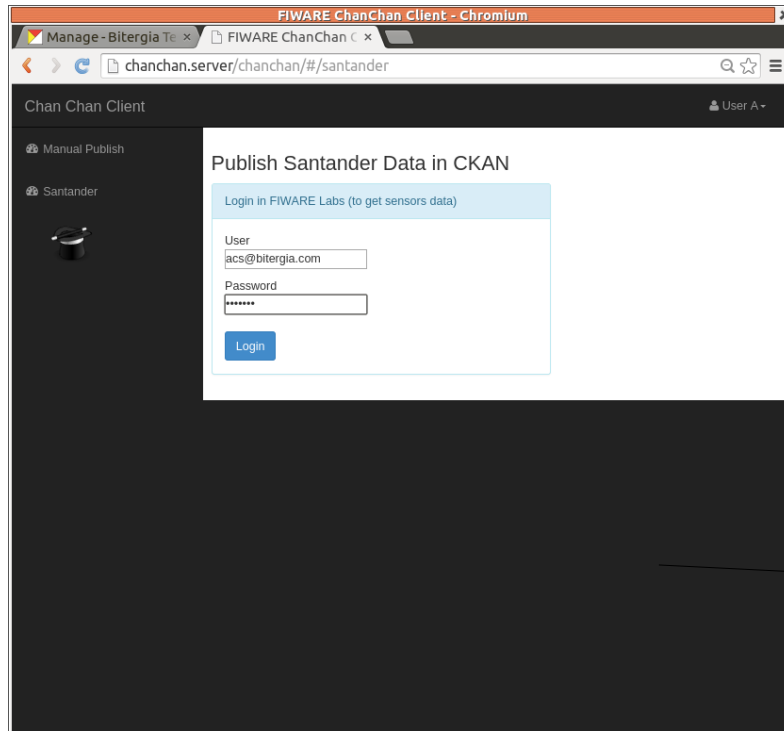 FIWARE ChanChan Client - Chromium
Manage - Bitergia Te
FIWARE ChanChan C
chanchan.server/chanchan/#/santander
Chan Chan Client
User A
Manual Publish
Santander
Publish Santander Data in CKAN
Login in FIWARE Labs (to get sensors data)
User
acs@bitergia.com
Password
•••••••
Login